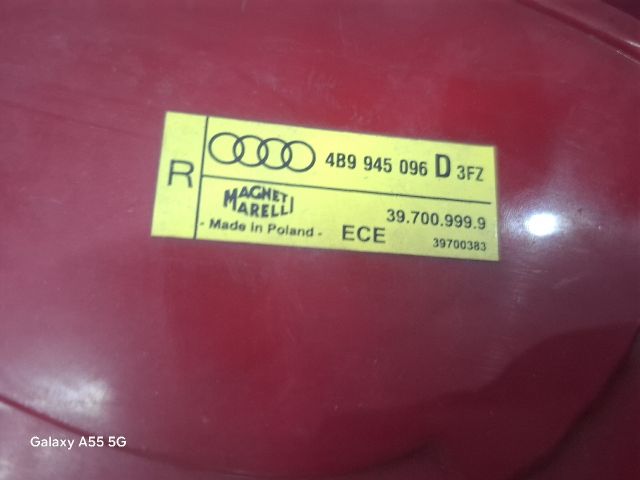 R
4B9 945 096 D 3FZ
MAGNETI
MARELLI
39.700.999.9
- Made in Poland - ECE
39700383
Galaxy A55 5G